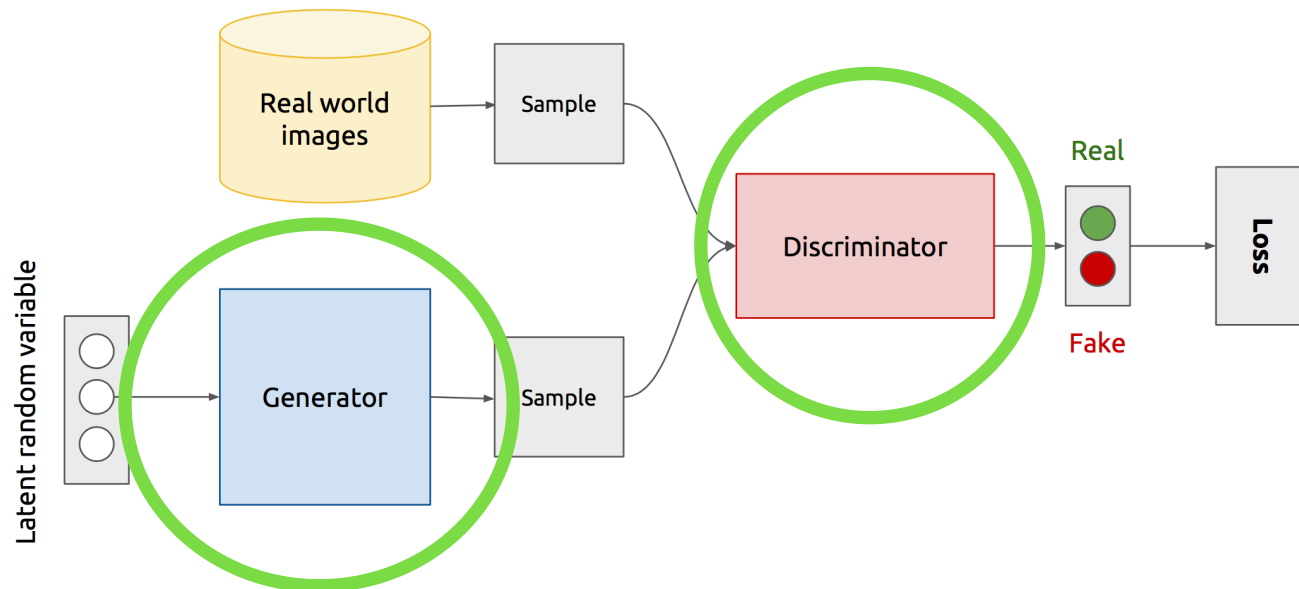 Real world
images
Sample
Real
Discriminator
Loss
Fake
Latent random variable
Generator
Sample